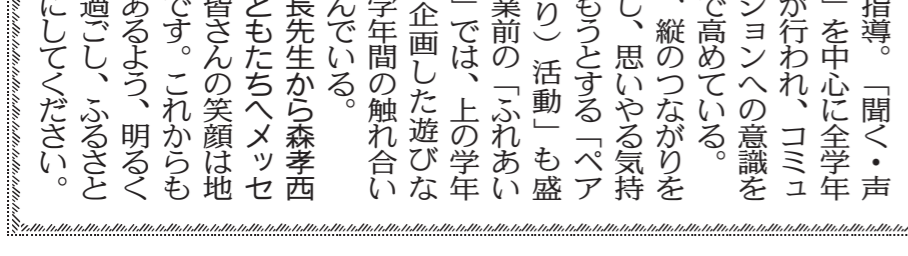 指導。「聞く・声
」を中心に全学年
が行われ、コミュ
ションへの意識を
で高めている。
、縦のつながりを
し、思いやる気持
もうとする「ペア
り）活動」も盛
業前の「ふれあい
」では、上の学年
企画した遊びな
学年間の触れ合い
んでいる。
長先生から森孝西
ともたちへメッセ
皆さんの笑顔は地
です。これからも
あるよう、明るく
過ごし、ふるさと
にしてください。